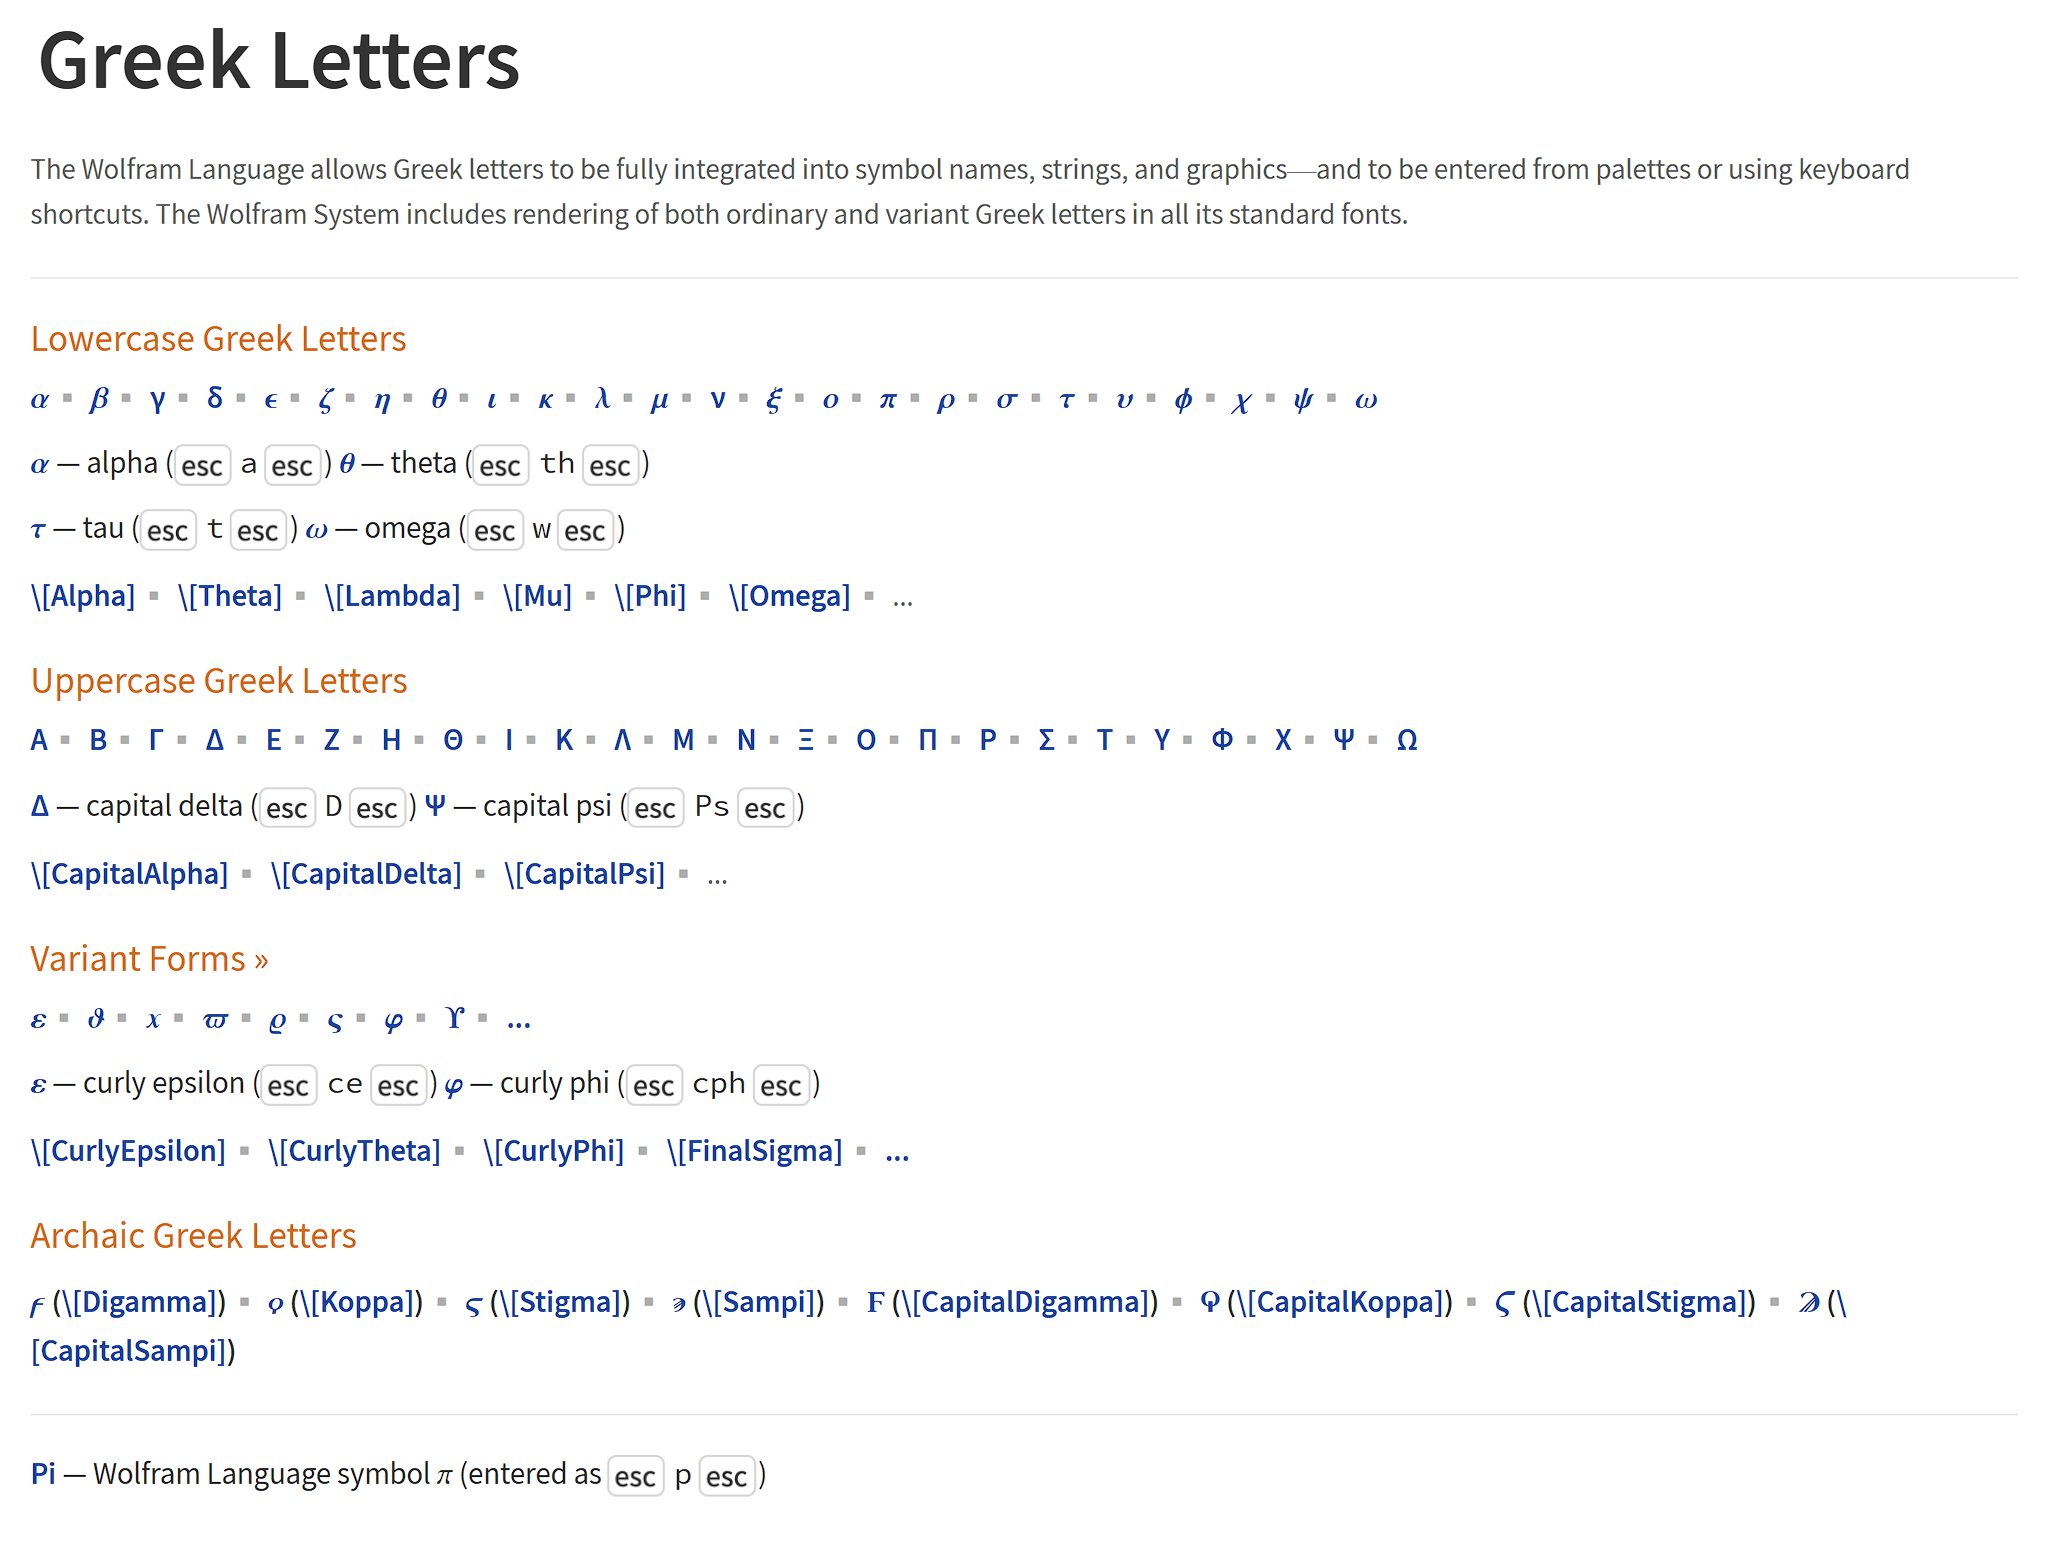 Greek Letters
The Wolfram Language allows Greek letters to be fully integrated into symbol names, strings, and graphics—and to be entered from palettes or using keyboard
shortcuts. The Wolfram System includes rendering of both ordinary and variant Greek letters in all its standard fonts.
Lowercase Greek Letters
α ▪ β ▪ γ ▪ δ ▪ ϵ ▪ ζ ▪ η ▪ θ ▪ ι ▪ κ ▪ λ ▪ μ ▪ ν ▪ ξ ▪ ο ▪ π ▪ ρ ▪ σ ▪ τ ▪ υ ▪ ϕ ▪ χ ▪ ψ ▪ ω
α — alpha (esc a esc) θ — theta (esc th esc)
τ — tau (esc t esc) ω — omega (esc w esc)
\[Alpha] ▪ \[Theta] ▪ \[Lambda] ▪ \[Mu] ▪ \[Phi] ▪ \[Omega] ▪ ...
Uppercase Greek Letters
Α ▪ Β ▪ Γ ▪ Δ ▪ Ε ▪ Ζ ▪ Η ▪ Θ ▪ Ι ▪ Κ ▪ Λ ▪ Μ ▪ Ν ▪ Ξ ▪ Ο ▪ Π ▪ Ρ ▪ Σ ▪ Τ ▪ Υ ▪ Φ ▪ Χ ▪ Ψ ▪ Ω
Δ — capital delta (esc D esc) Ψ — capital psi (esc Ps esc)
\[CapitalAlpha] ▪ \[CapitalDelta] ▪ \[CapitalPsi] ▪ ...
Variant Forms »
ε ▪ ϑ ▪ x ▪ ϖ ▪ ϱ ▪ ς ▪ φ ▪ ϒ ▪ ...
ε — curly epsilon (esc ce esc) φ — curly phi (esc cph esc)
\[CurlyEpsilon] ▪ \[CurlyTheta] ▪ \[CurlyPhi] ▪ \[FinalSigma] ▪ ...
Archaic Greek Letters
ϝ (\[Digamma]) ▪ ϙ (\[Koppa]) ▪ ϛ (\[Stigma]) ▪ ϡ (\[Sampi]) ▪ Ϝ (\[CapitalDigamma]) ▪ Ϙ (\[CapitalKoppa]) ▪ Ϛ (\[CapitalStigma]) ▪ Ϡ (\
[CapitalSampi])
Pi — Wolfram Language symbol π (entered as esc p esc)